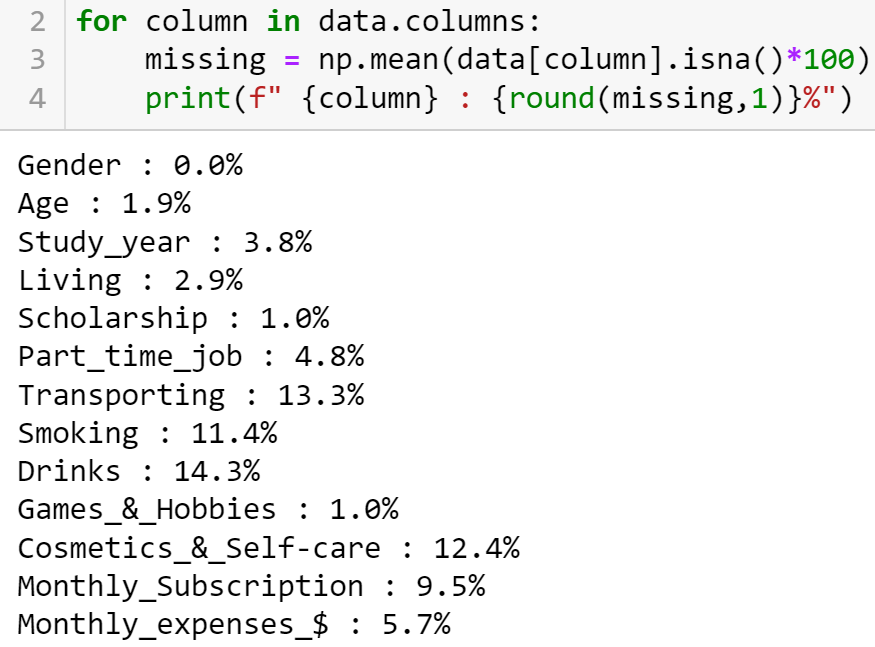 2 for column in data.columns:
3     missing = np.mean(data[column].isna()*100)
4     print(f" {column} : {round(missing,1)}%")
Gender : 0.0%
Age : 1.9%
Study_year : 3.8%
Living : 2.9%
Scholarship : 1.0%
Part_time_job : 4.8%
Transporting : 13.3%
Smoking : 11.4%
Drinks : 14.3%
Games_&_Hobbies : 1.0%
Cosmetics_&_Self-care : 12.4%
Monthly_Subscription : 9.5%
Monthly_expenses_$ : 5.7%